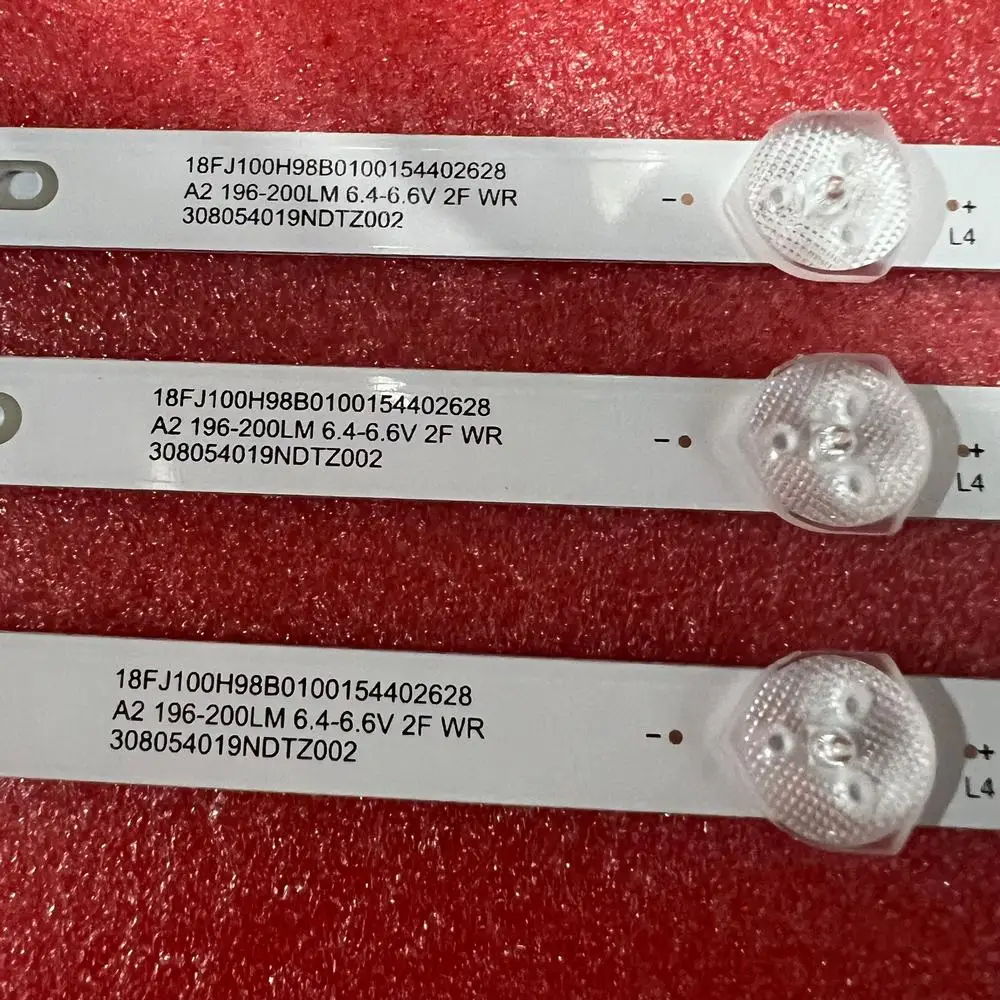 18FJ100H98B0100154402628
A2 196-200LM 6.4-6.6V 2F WR
308054019NDTZ002
- +
L4
18FJ100H98B0100154402628
A2 196-200LM 6.4-6.6V 2F WR
308054019NDTZ002
- +
L4
18FJ100H98B0100154402628
A2 196-200LM 6.4-6.6V 2F WR
308054019NDTZ002
- +
L4